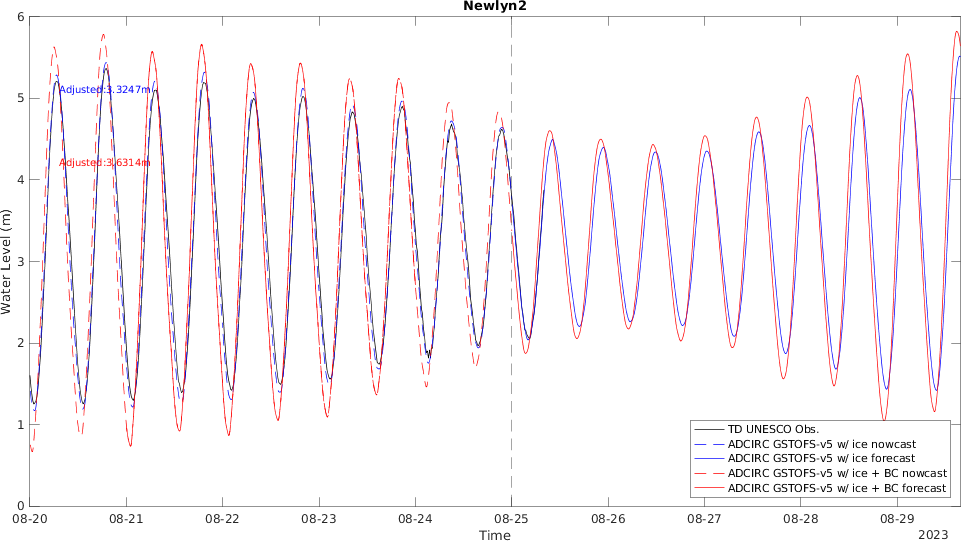 Newlyn2
6
5
4
3
2
1
0
Water Level (m)
Adjusted:3.3247m
Adjusted:3.6314m
TD UNESCO Obs.
ADCIRC GSTOFS-v5 w/ ice nowcast
ADCIRC GSTOFS-v5 w/ ice forecast
ADCIRC GSTOFS-v5 w/ ice + BC nowcast
ADCIRC GSTOFS-v5 w/ ice + BC forecast
08-20 08-21 08-22 08-23 08-24 08-25 08-26 08-27 08-28 08-29
Time
2023